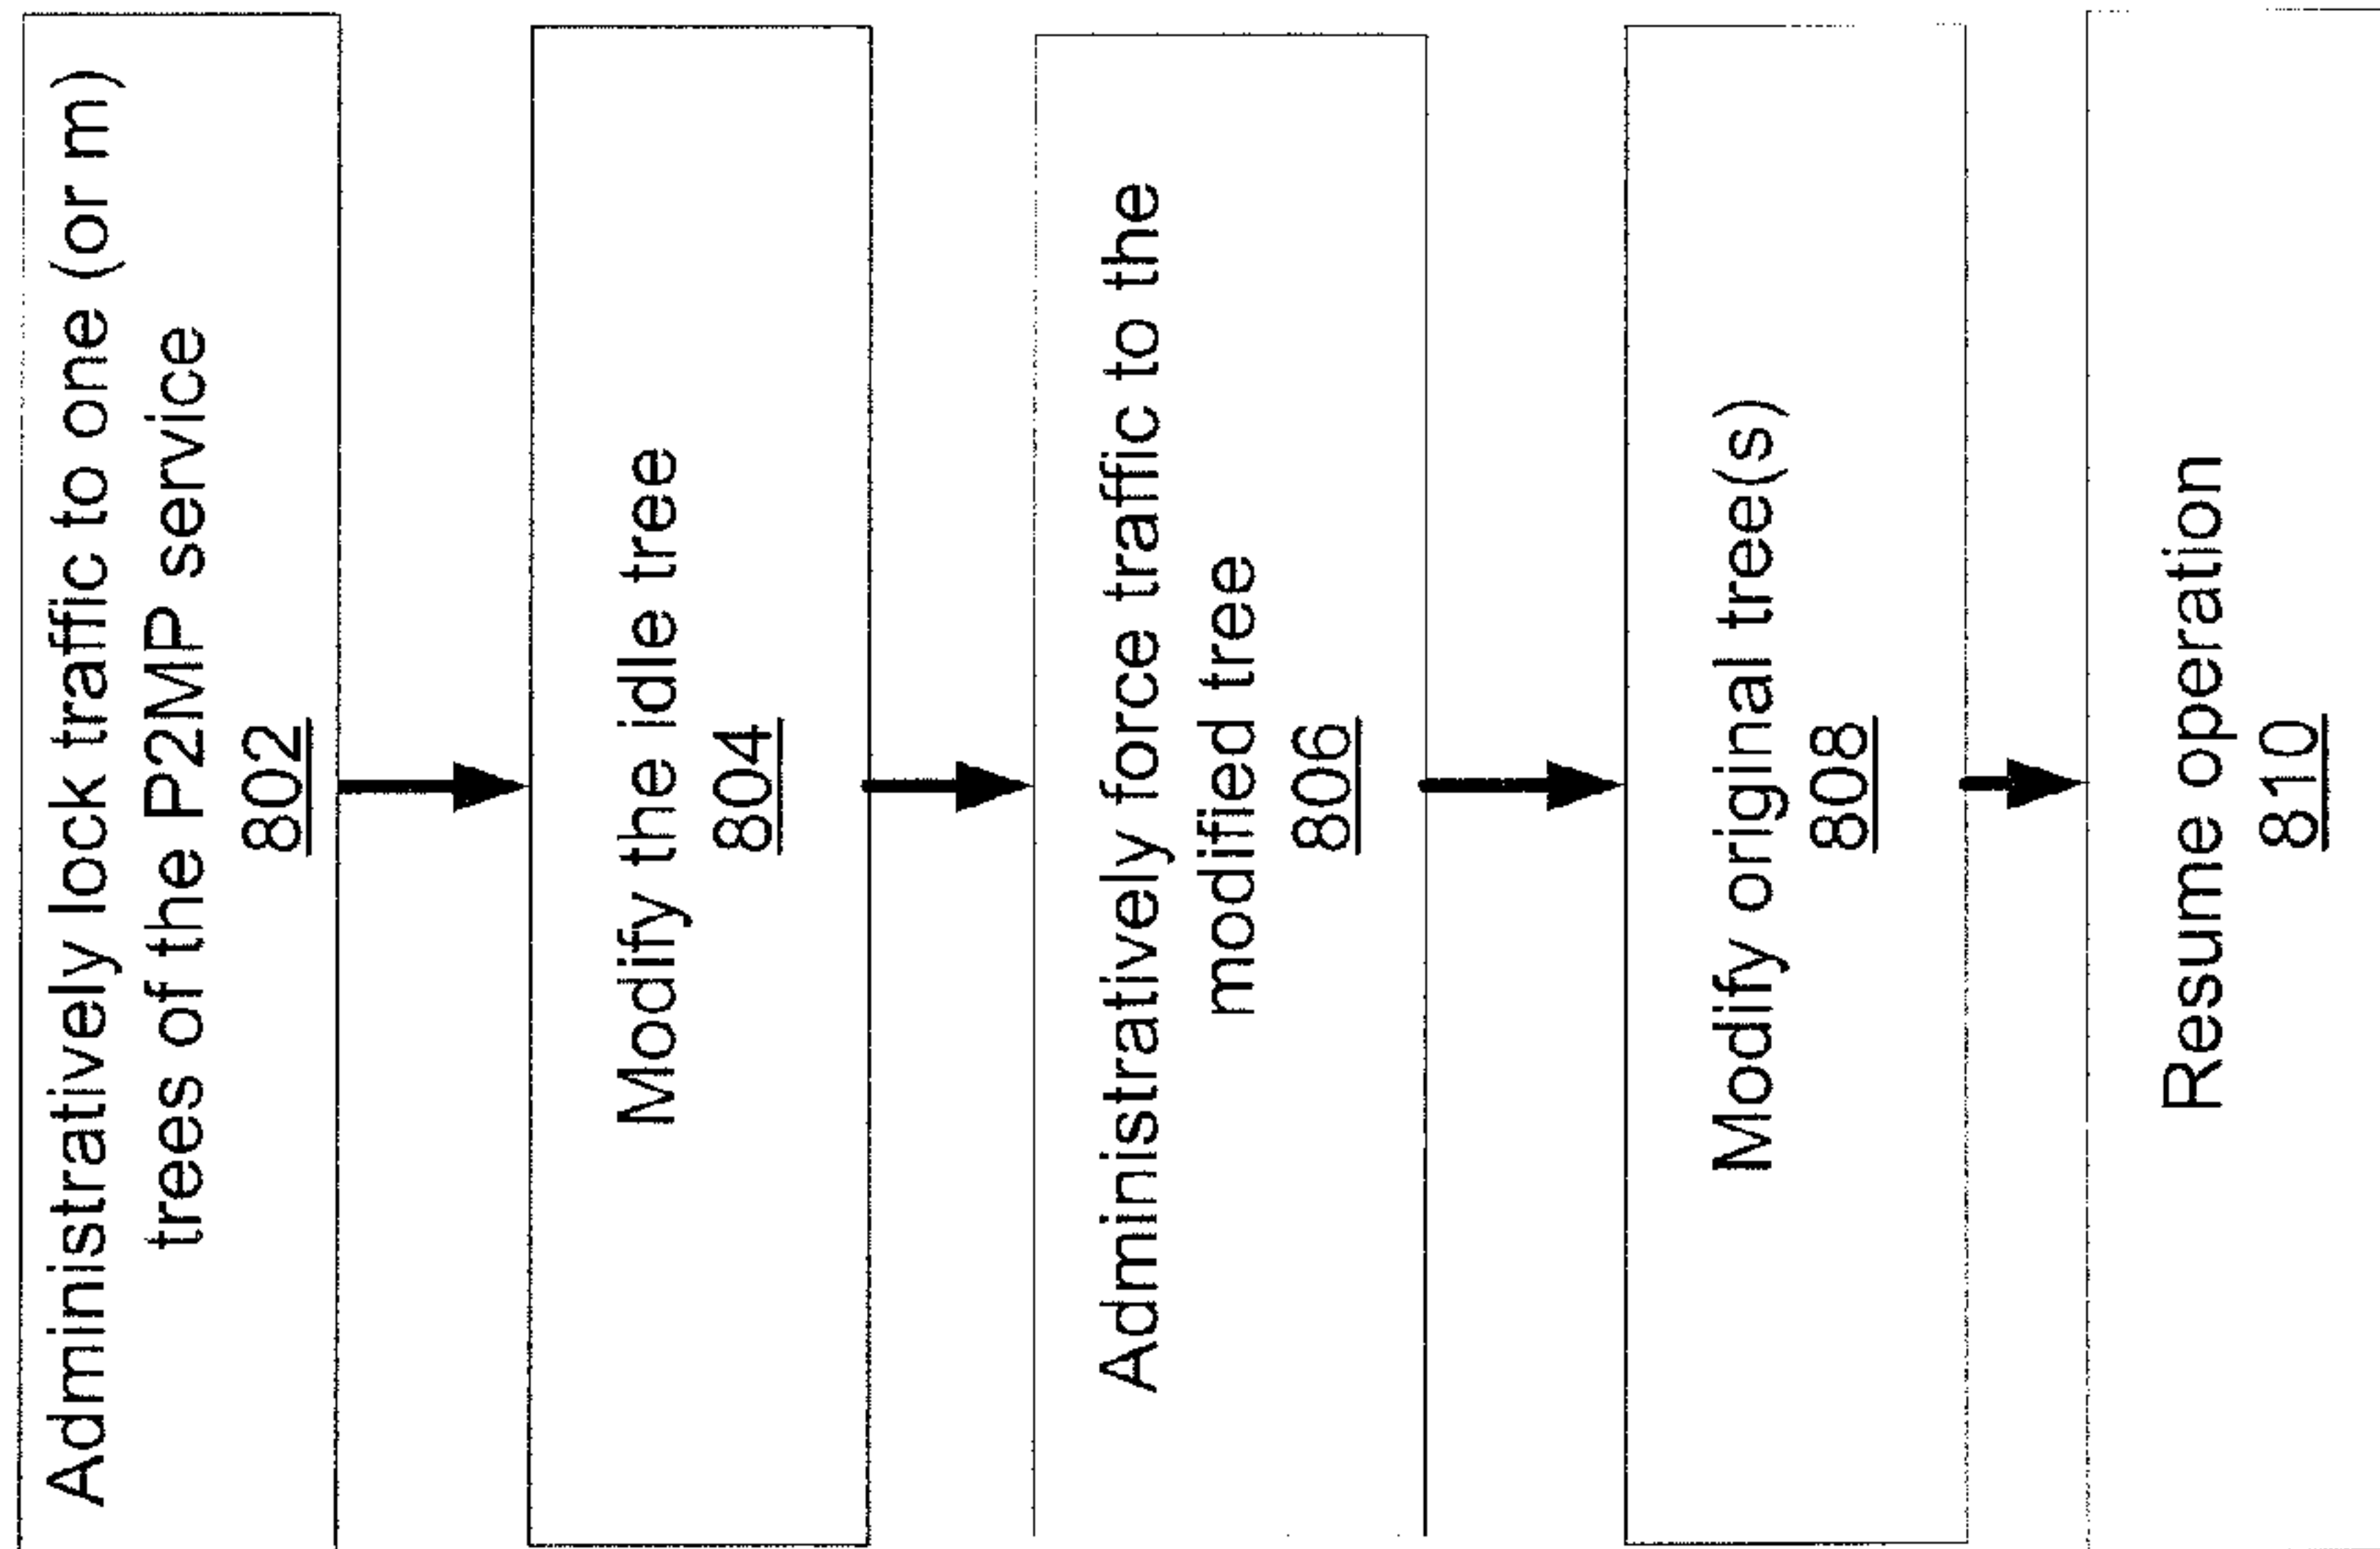 Administratively lock traffic to one (or m)
trees of the P2MP service
802
Modify the idle tree
804
Administratively force traffic to the
modified tree
806
Modify original tree(s)
808
Resume operation
810